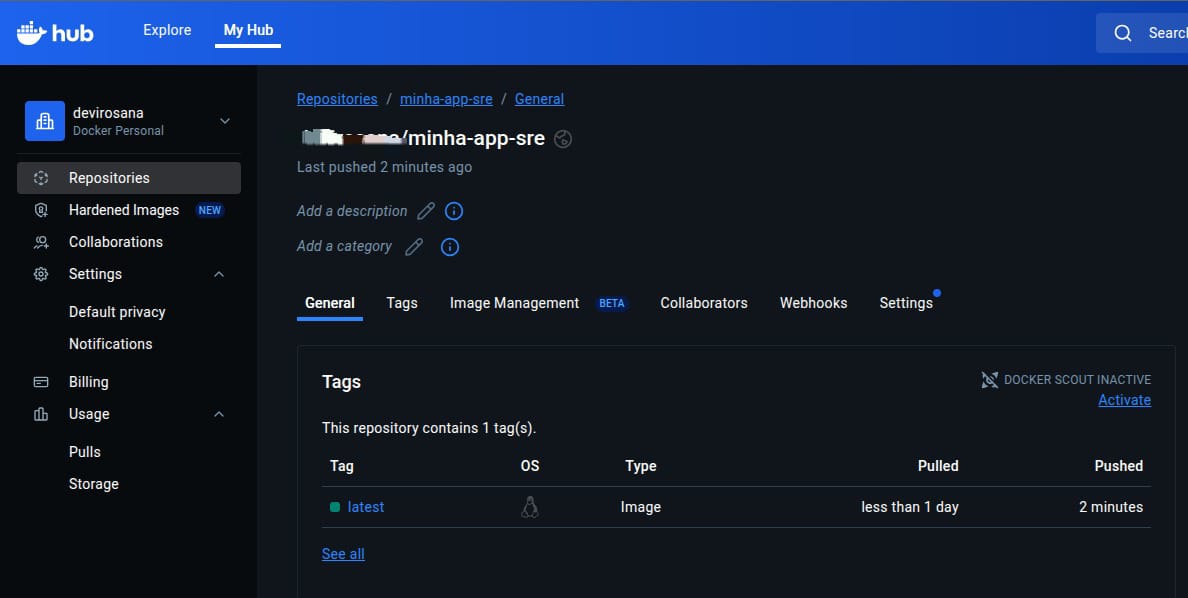 hub Explore My Hub Search
devirosana
Docker Personal
Repositories
Hardened Images NEW
Collaborations
Settings
Default privacy
Notifications
Billing
Usage
Pulls
Storage
Repositories / minha-app-sre / General
/minha-app-sre
Last pushed 2 minutes ago
Add a description
Add a category
General Tags Image Management BETA Collaborators Webhooks Settings
Tags
DOCKER SCOUT INACTIVE
Activate
This repository contains 1 tag(s).
Tag OS Type Pulled Pushed
latest Image less than 1 day 2 minutes
See all